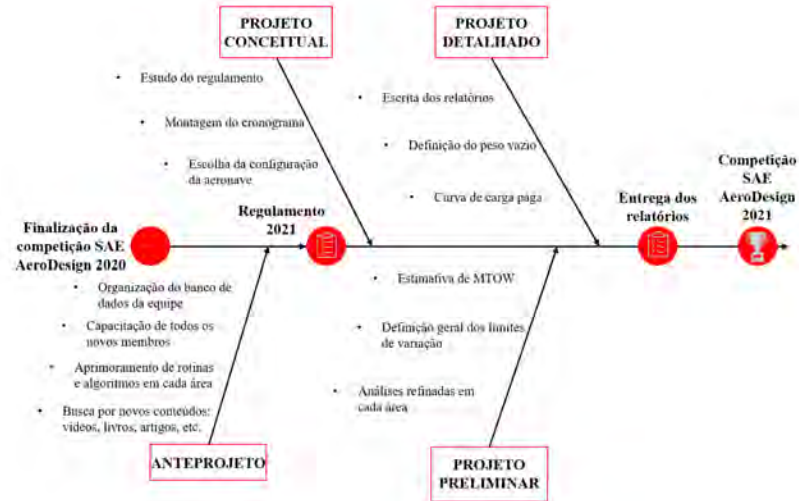 PROJETO
CONCEITUAL
PROJETO
DETALHADO
• Estudo do regulamento
• Montagem do cronograma
• Escolha da configuração
da aeronave
• Escrita dos relatórios
• Definição do peso vazio
• Curva de carga paga
Finalização da
competição SAE
AeroDesign 2020
Regulamento
2021
Entrega dos
relatórios
Competição
SAE
AeroDesign
2021
• Organização do banco de
dados da equipe
• Capacitação de todos os
novos membros
• Aprimoramento de rotinas
e algoritmos em cada área
• Busca por novos conteúdos:
vídeos, livros, artigos, etc.
• Estimativa de MTOW
• Definição geral dos limites
de variação
• Análises refinadas em
cada área
ANTEPROJETO
PROJETO
PRELIMINAR